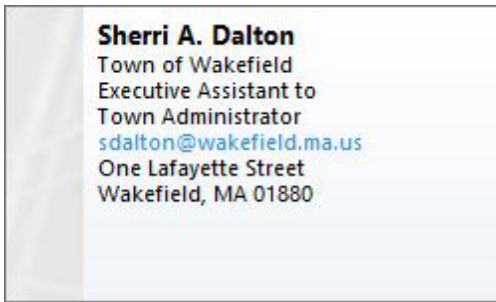 Sherri A. Dalton
Town of Wakefield
Executive Assistant to
Town Administrator
sdalton@wakefield.ma.us
One Lafayette Street
Wakefield, MA 01880